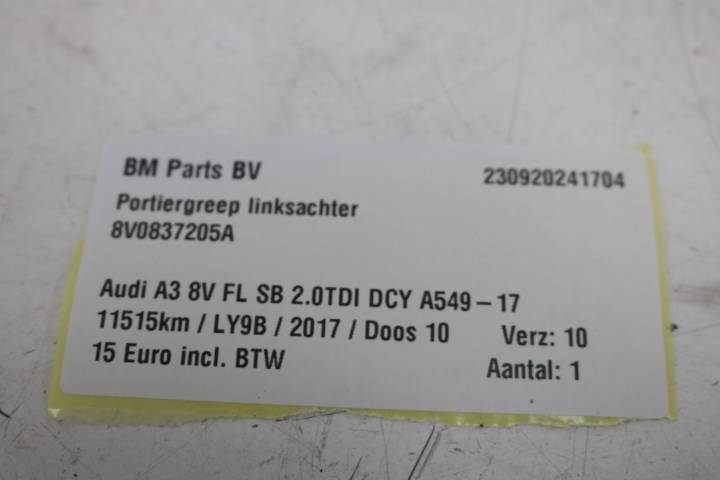 BM Parts BV 230920241704
Portiergreep linksachter
8V0837205A
Audi A3 8V FL SB 2.0TDI DCY A549 – 17
11515km / LY9B / 2017 / Doos 10 Verz: 10
15 Euro incl. BTW Aantal: 1